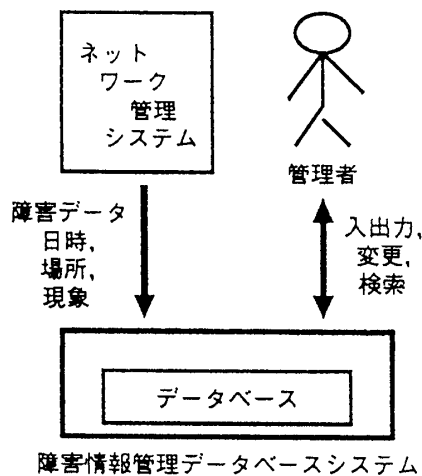 ネット
ワーク
管理
システム
管理者
障害データ
日時,
場所,
現象
入出力,
変更,
検索
データベース
障害情報管理データベースシステム